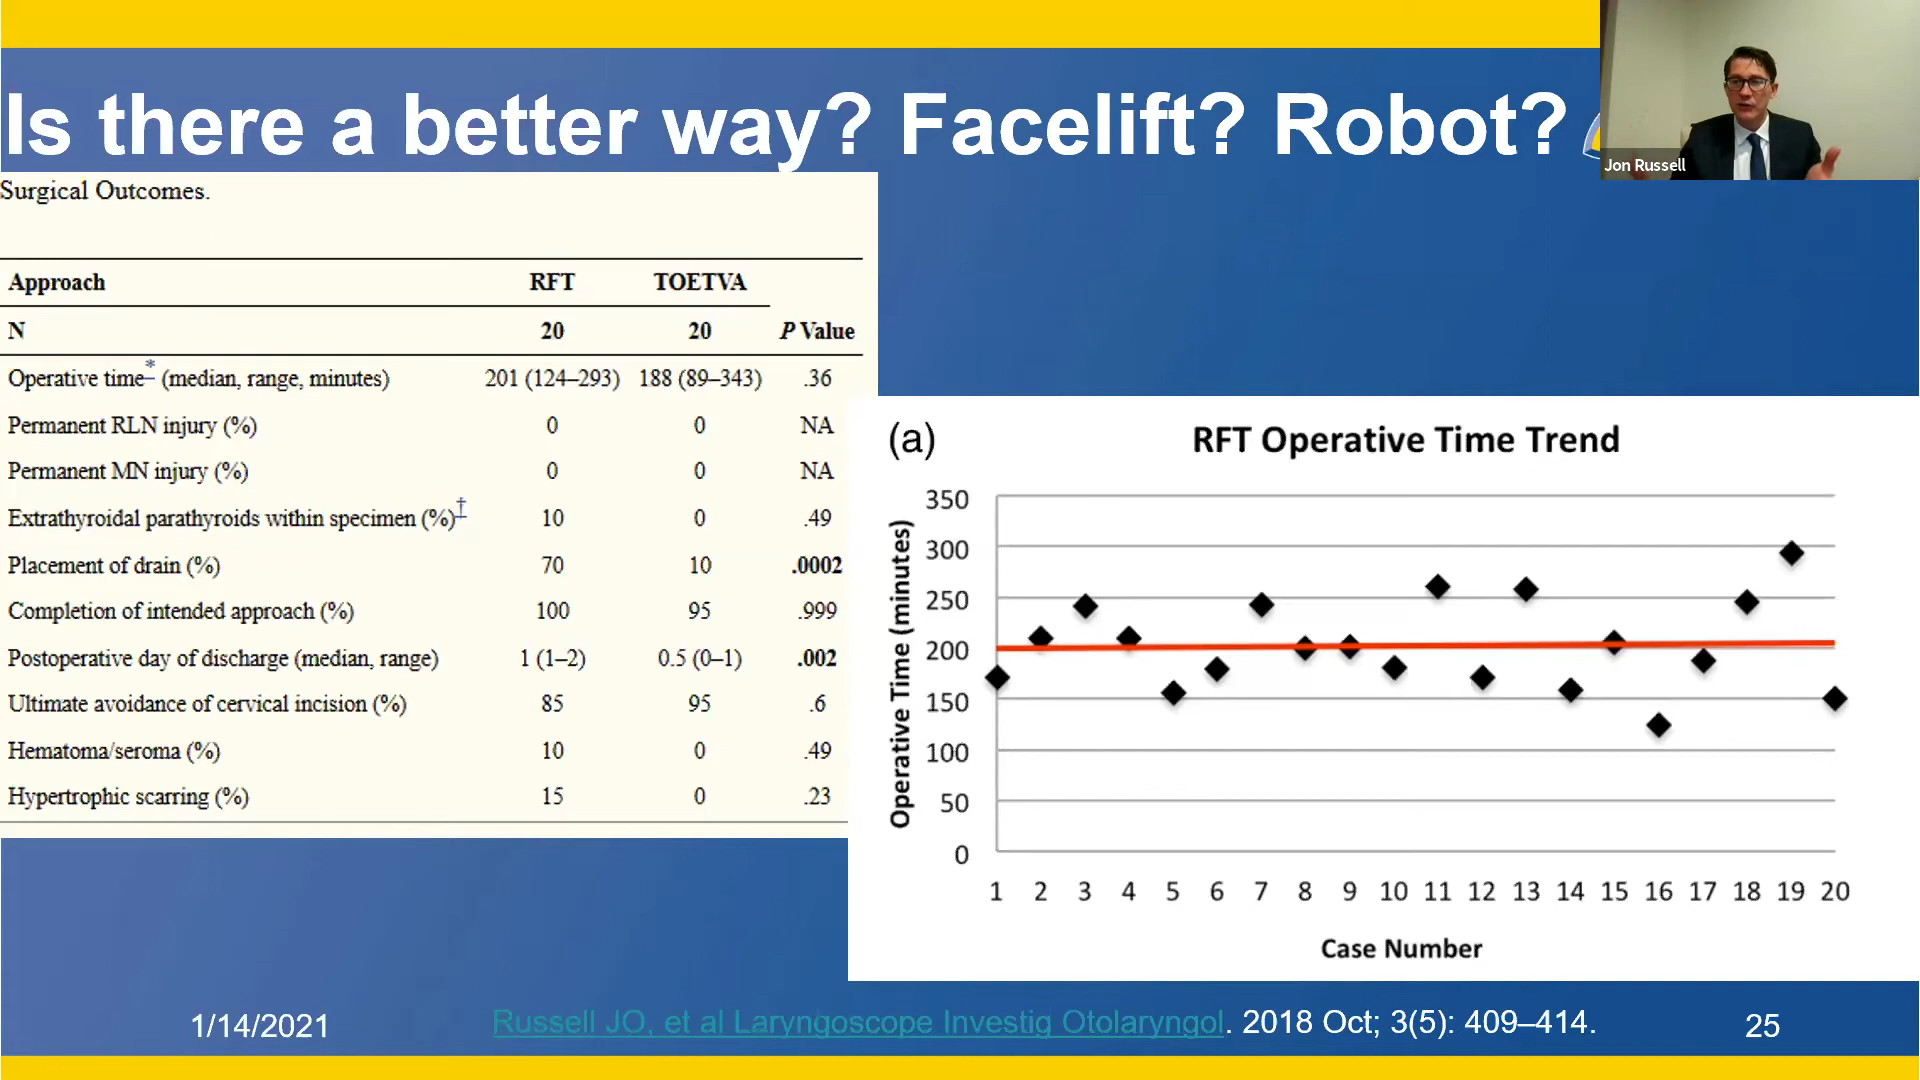 Is there a better way? Facelift? Robot?
Jon Russell
Surgical Outcomes.
Approach RFT TOETVA
N 20 20 P Value
Operative time* (median, range, minutes) 201 (124–293) 188 (89–343) .36
Permanent RLN injury (%) 0 0 NA
Permanent MN injury (%) 0 0 NA
Extrathyroidal parathyroids within specimen (%)† 10 0 .49
Placement of drain (%) 70 10 .0002
Completion of intended approach (%) 100 95 .999
Postoperative day of discharge (median, range) 1 (1–2) 0.5 (0–1) .002
Ultimate avoidance of cervical incision (%) 85 95 .6
Hematoma/seroma (%) 10 0 .49
Hypertrophic scarring (%) 15 0 .23
(a) RFT Operative Time Trend
Operative Time (minutes)
350
300
250
200
150
100
50
0
1 2 3 4 5 6 7 8 9 10 11 12 13 14 15 16 17 18 19 20
Case Number
1/14/2021 Russell JO, et al Laryngoscope Investig Otolaryngol. 2018 Oct; 3(5): 409–414. 25